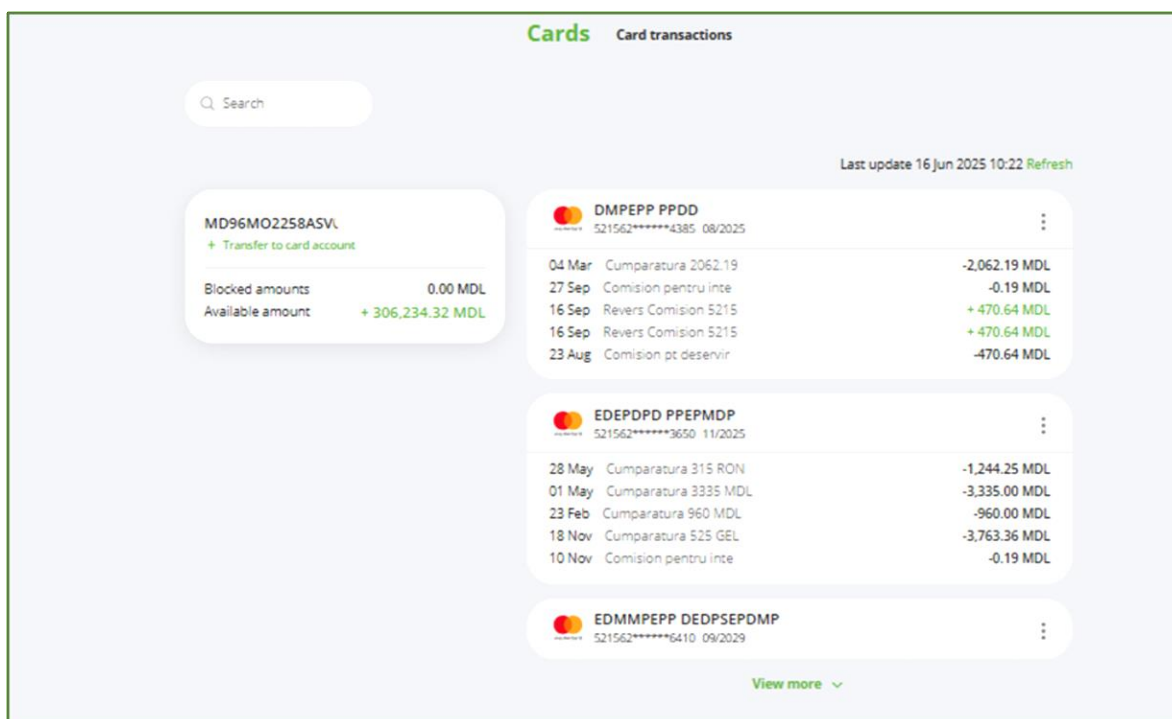 Cards Card transactions
Search
Last update 16 Jun 2025 10:22 Refresh
MD96MO2258ASV
+ Transfer to card account
Blocked amounts 0.00 MDL
Available amount + 306,234.32 MDL
DMPEPP PPDD
521562******4385 08/2025
04 Mar Cumparatura 2062.19 -2,062.19 MDL
27 Sep Comision pentru inte -0.19 MDL
16 Sep Revers Comision 5215 + 470.64 MDL
16 Sep Revers Comision 5215 + 470.64 MDL
23 Aug Comision pt deservir -470.64 MDL
EDEPDPD PPEPMDP
521562******3650 11/2025
28 May Cumparatura 315 RON -1,244.25 MDL
01 May Cumparatura 3335 MDL -3,335.00 MDL
23 Feb Cumparatura 960 MDL -960.00 MDL
18 Nov Cumparatura 525 GEL -3,763.36 MDL
10 Nov Comision pentru inte -0.19 MDL
EDMMPEPP DEDPSEPDMP
521562******6410 09/2029
View more